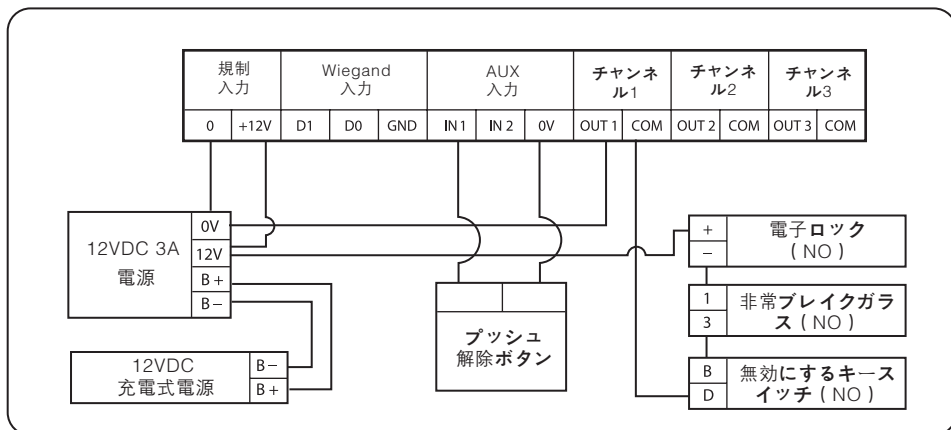 規制 Wiegand AUX チャンネ チャンネ チャンネ
入力 入力 入力 ル1 ル2 ル3
0 +12V D1 D0 GND IN 1 IN 2 0V OUT 1 COM OUT 2 COM OUT 3 COM
12VDC 3A
電源
0V
12V
B+
B−
12VDC
充電式電源
B−
B+
プッシュ
解除ボタン
+
−
電子ロック
( NO )
1
3
非常ブレイクガラ
ス ( NO )
B
D
無効にするキース
イッチ ( NO )